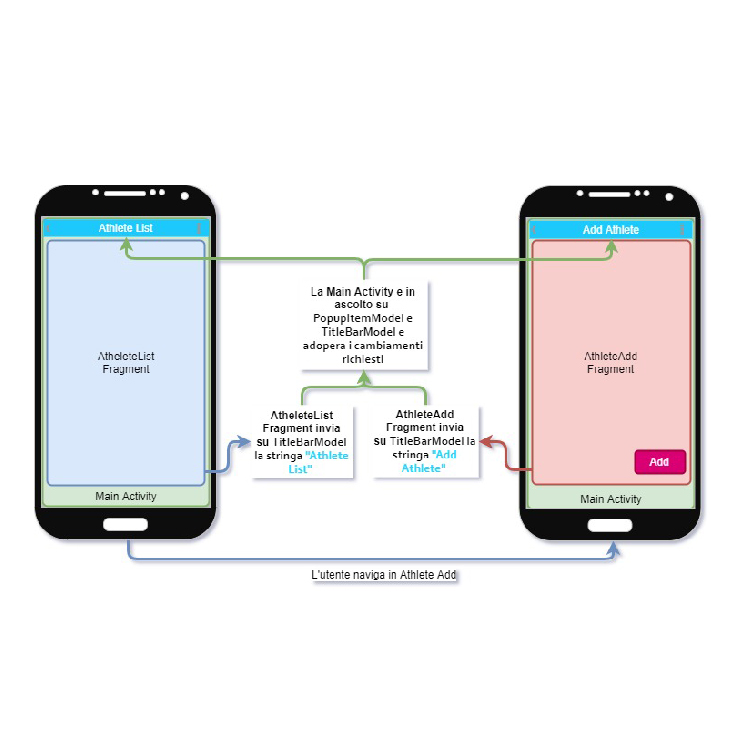 Athlete List
Add Athlete
La Main Activity e in
ascolto su
PopupItemModel e
TitleBarModel e
adopera i cambiamenti
richiesti
AtheleteList
Fragment
AthleteAdd
Fragment
AtheleteList
Fragment invia
su TitleBarModel
la stringa "Athlete
List"
AthleteAdd
Fragment invia
su TitleBarModel la
stringa "Add
Athlete"
Add
Main Activity
Main Activity
L'utente naviga in Athlete Add